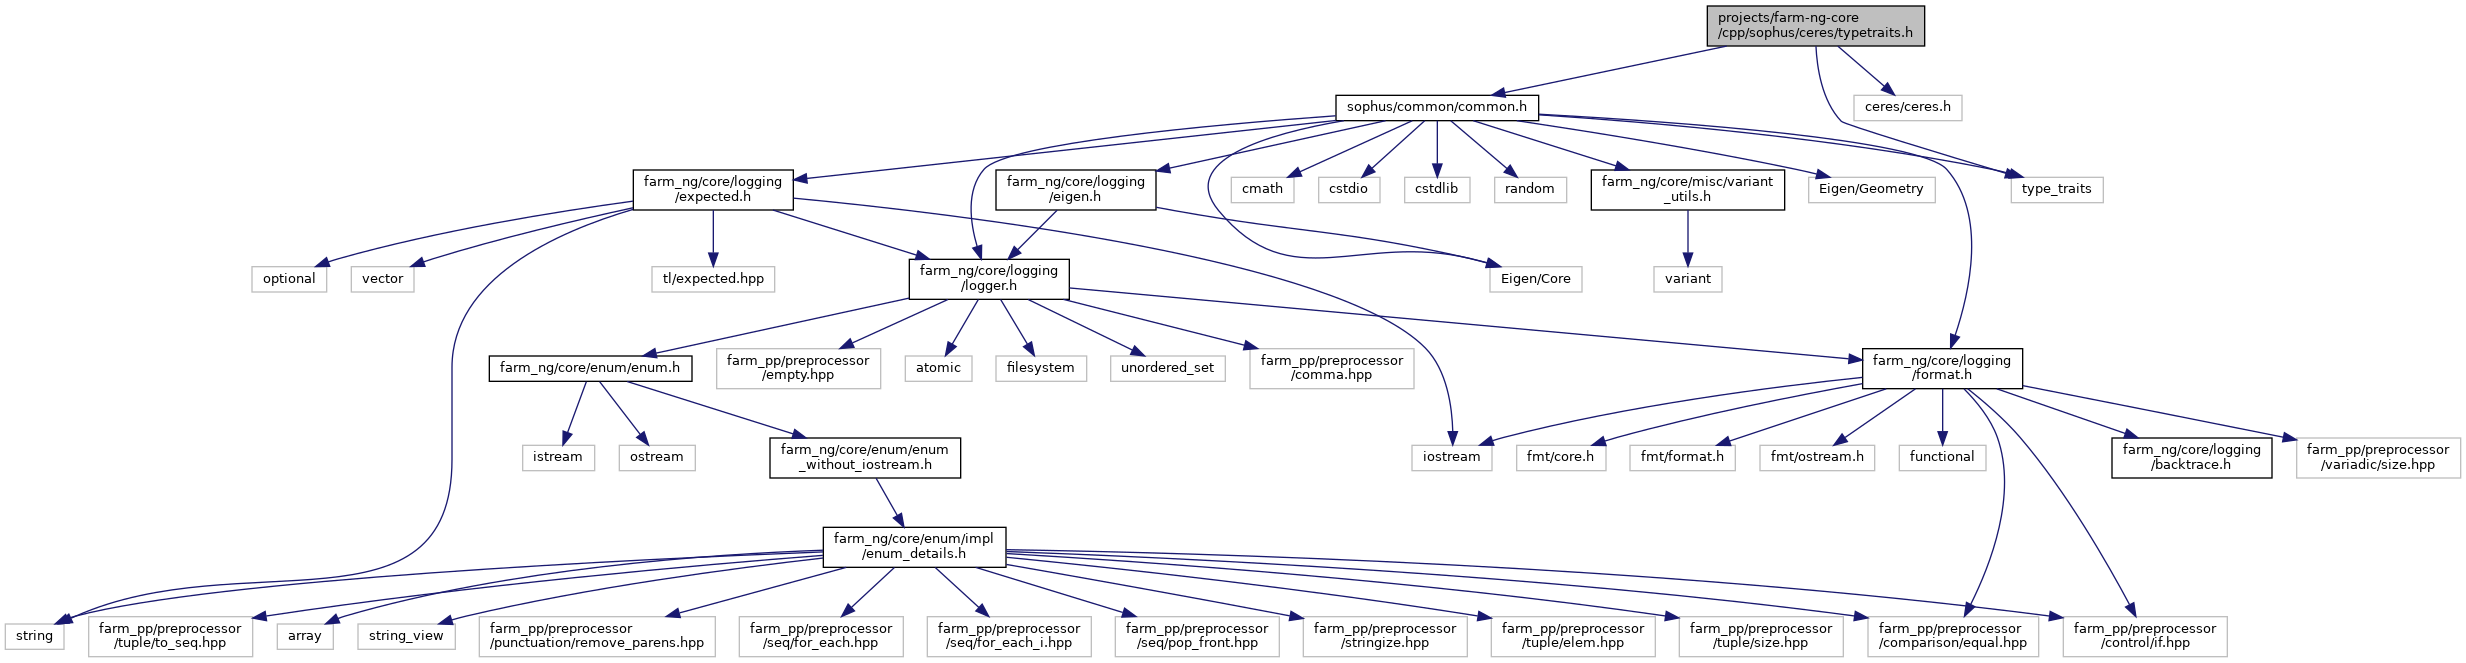 projects/farm-ng-core
/cpp/sophus/ceres/typetraits.h
sophus/common/common.h
ceres/ceres.h
farm_ng/core/logging
/expected.h
farm_ng/core/logging
/eigen.h
cmath
cstdio
cstdlib
random
farm_ng/core/misc/variant
_utils.h
Eigen/Geometry
type_traits
optional
vector
tl/expected.hpp
farm_ng/core/logging
/logger.h
Eigen/Core
variant
farm_ng/core/enum/enum.h
farm_pp/preprocessor
/empty.hpp
atomic
filesystem
unordered_set
farm_pp/preprocessor
/comma.hpp
farm_ng/core/logging
/format.h
istream
ostream
farm_ng/core/enum/enum
_without_iostream.h
iostream
fmt/core.h
fmt/format.h
fmt/ostream.h
functional
farm_ng/core/logging
/backtrace.h
farm_pp/preprocessor
/variadic/size.hpp
farm_ng/core/enum/impl
/enum_details.h
string
farm_pp/preprocessor
/tuple/to_seq.hpp
array
string_view
farm_pp/preprocessor
/punctuation/remove_parens.hpp
farm_pp/preprocessor
/seq/for_each.hpp
farm_pp/preprocessor
/seq/for_each_i.hpp
farm_pp/preprocessor
/seq/pop_front.hpp
farm_pp/preprocessor
/stringize.hpp
farm_pp/preprocessor
/tuple/elem.hpp
farm_pp/preprocessor
/tuple/size.hpp
farm_pp/preprocessor
/comparison/equal.hpp
farm_pp/preprocessor
/control/if.hpp